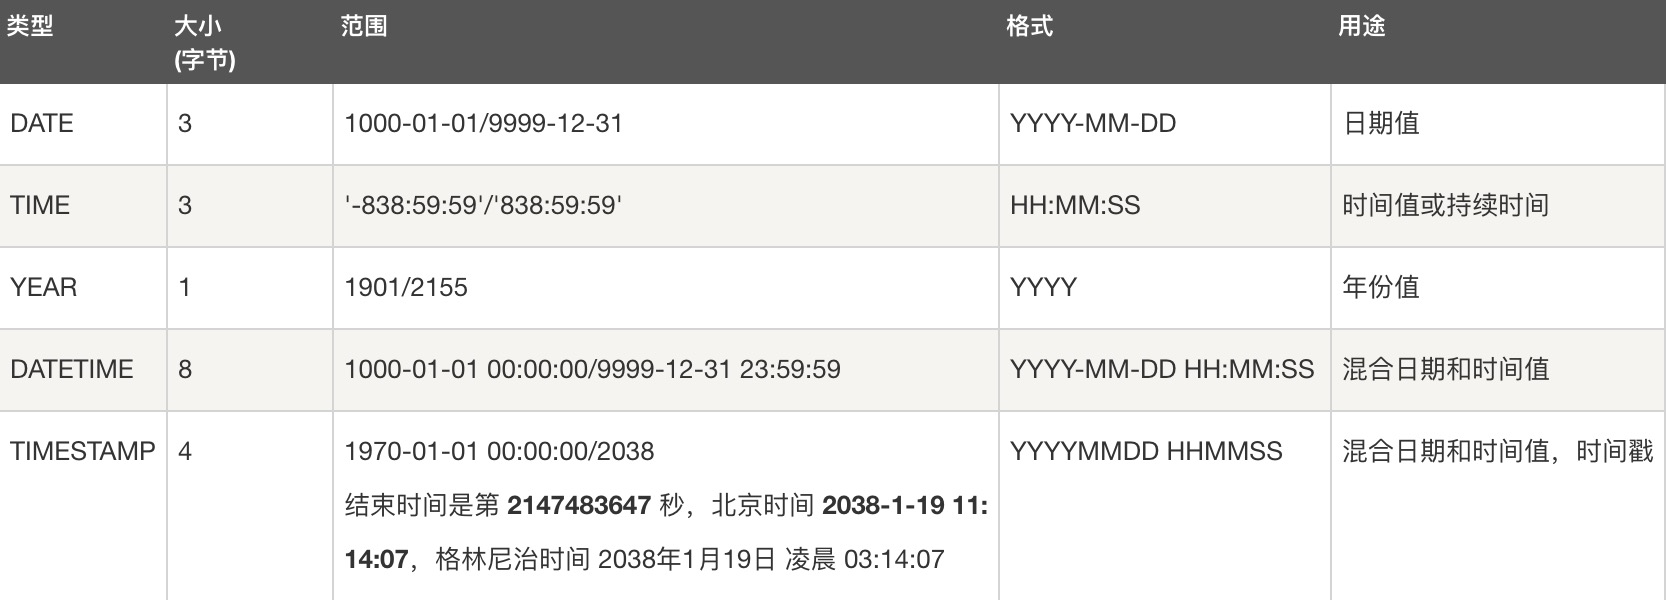 类型 大小 范围 格式 用途
(字节)
DATE 3 1000-01-01/9999-12-31 YYYY-MM-DD 日期值
TIME 3 '-838:59:59'/'838:59:59' HH:MM:SS 时间值或持续时间
YEAR 1 1901/2155 YYYY 年份值
DATETIME 8 1000-01-01 00:00:00/9999-12-31 23:59:59 YYYY-MM-DD HH:MM:SS 混合日期和时间值
TIMESTAMP 4 1970-01-01 00:00:00/2038 YYYYMMDD HHMMSS 混合日期和时间值，时间戳
结束时间是第 2147483647 秒，北京时间 2038-1-19 11:
14:07，格林尼治时间 2038年1月19日 凌晨 03:14:07